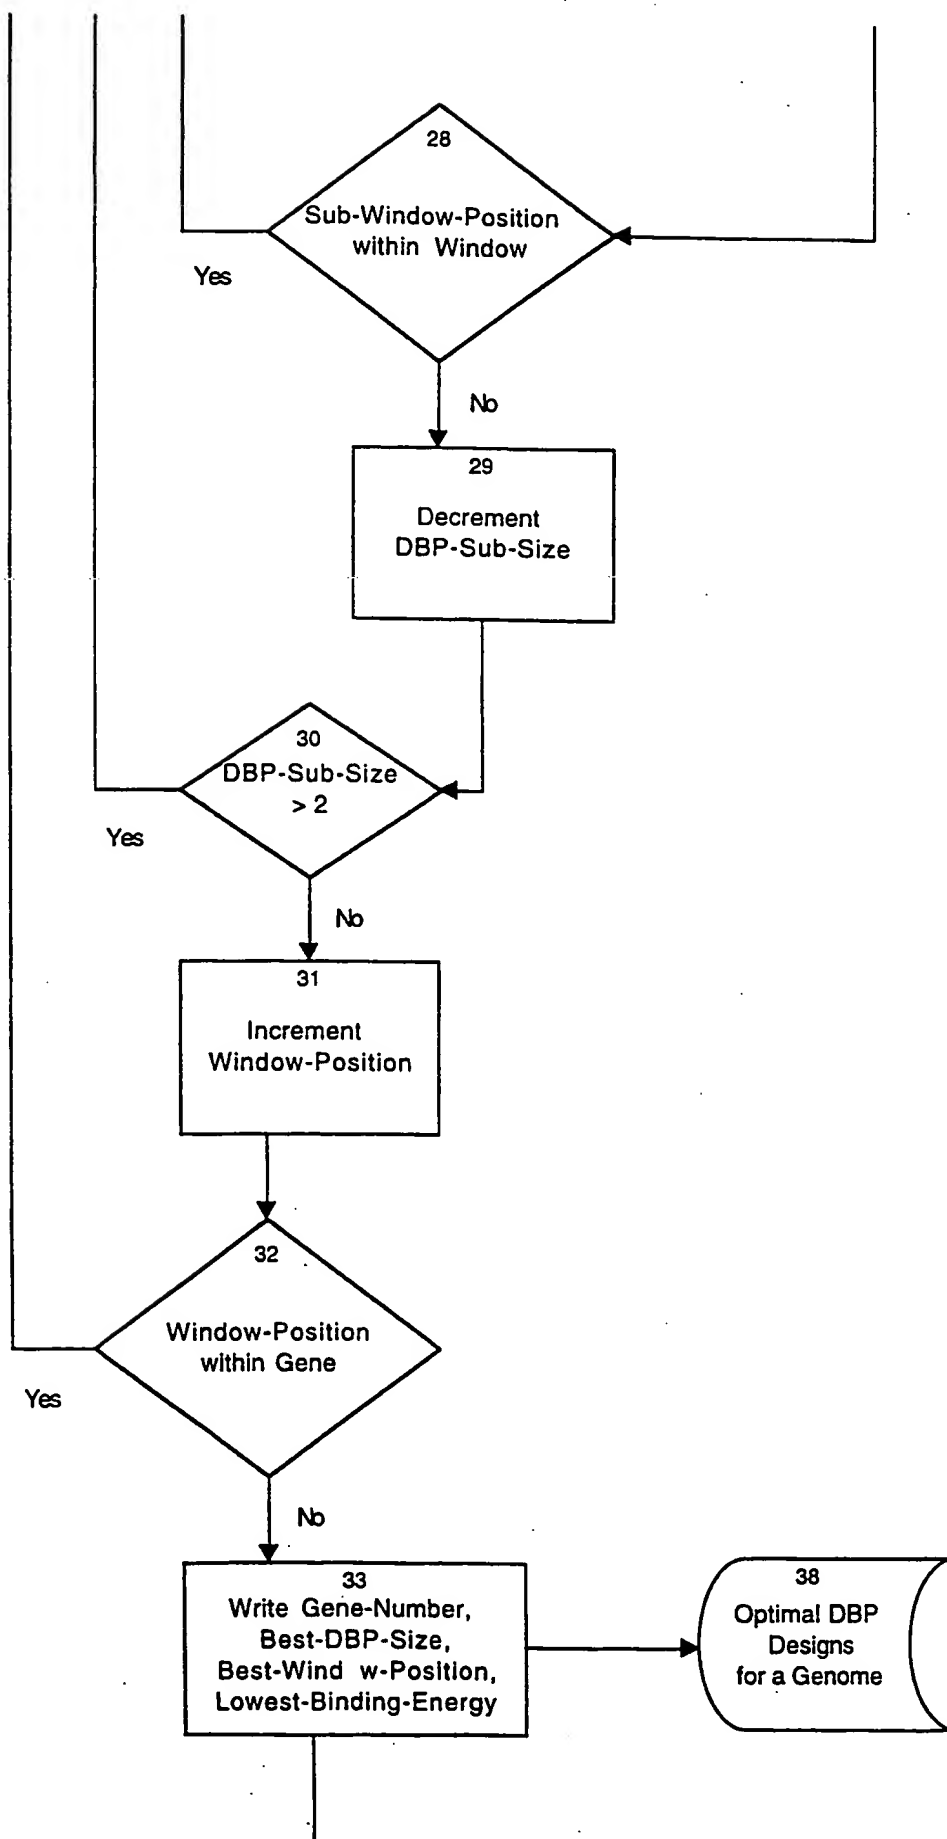 28
Sub-Window-Position
within Window
Yes
No
29
Decrement
DBP-Sub-Size
30
DBP-Sub-Size
> 2
Yes
No
31
Increment
Window-Position
32
Window-Position
within Gene
Yes
No
33
Write Gene-Number,
Best-DBP-Size,
Best-Wind w-Position,
Lowest-Binding-Energy
38
Optimal DBP
Designs
for a Genome